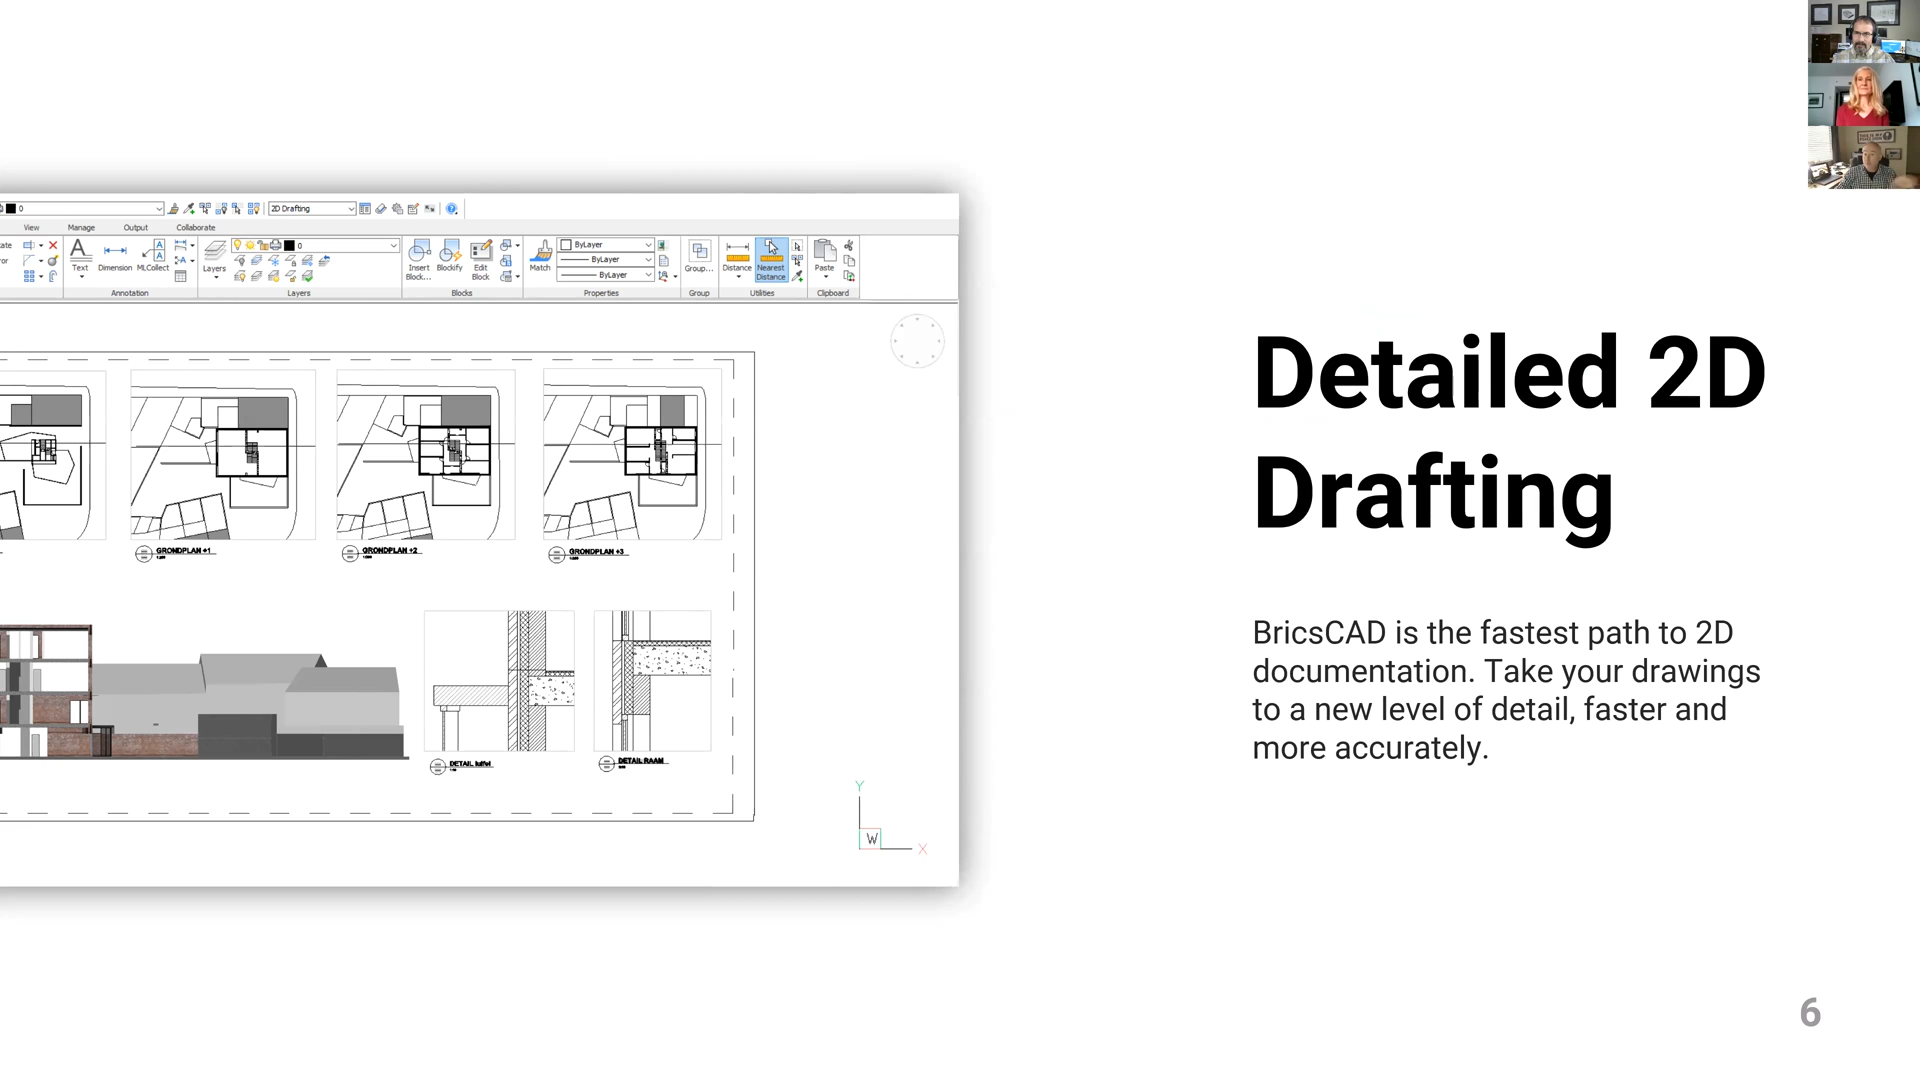 0
2D Drafting
View Manage Output Collaborate
Text
Dimension
MLCollect
Annotation
Layers
0
Layers
Insert
Block...
Blockify
Edit
Block
Blocks
Match
ByLayer
ByLayer
ByLayer
Properties
Group...
Group
Distance
Nearest
Distance
Utilities
Paste
Clipboard
GRONDPLAN +1
GRONDPLAN +2
GRONDPLAN +3
DETAIL RAAM
Y
W
X
Detailed 2D
Drafting
BricsCAD is the fastest path to 2D
documentation. Take your drawings
to a new level of detail, faster and
more accurately.
6